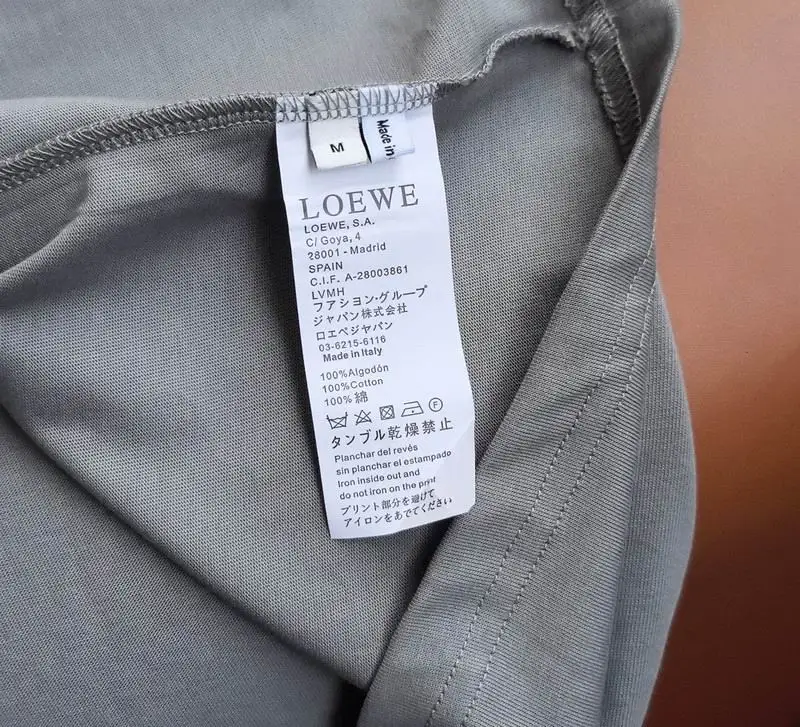 M
Made in
LOEWE
LOEWE, S.A.
C/ Goya, 4
28001 - Madrid
SPAIN
C.I.F. A-28003861
LVMH
ファション・グループ
ジャパン株式会社
ロエベジャパン
03-6215-6116
Made in Italy
100%Algodón
100%Cotton
100%綿
F
タンブル乾燥禁止
Planchar del revés
sin planchar el estampado
Iron inside out and
do not iron on the print
プリント部分を避けて
アイロンをあてください